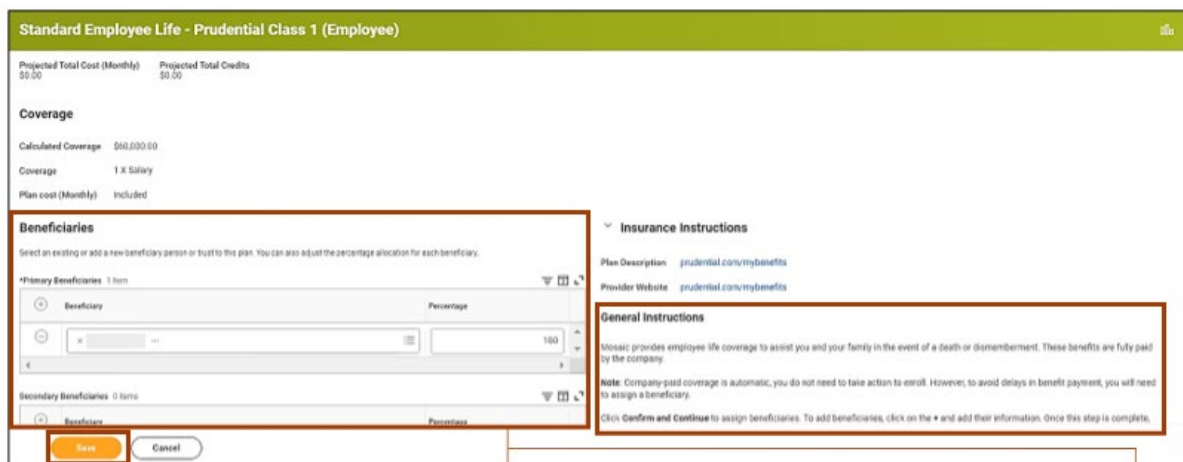 Standard Employee Life - Prudential Class 1 (Employee)
Projected Total Cost (Monthly) Projected Total Credits
$0.00 $0.00
Coverage
Calculated Coverage $60,000.00
Coverage 1 X Salary
Plan cost (Monthly) Included
Beneficiaries
Select an existing or add a new beneficiary person or trust to this plan. You can also adjust the percentage allocation for each beneficiary.
*Primary Beneficiaries 1 item
Beneficiary Percentage
× ... 100
Secondary Beneficiaries 0 items
Beneficiary Percentage
Save Cancel
Insurance Instructions
Plan Description prudential.com/mybenefits
Provider Website prudential.com/mybenefits
General Instructions
Mosaic provides employee life coverage to assist you and your family in the event of a death or dismemberment. These benefits are fully paid
by the company.
Note: Company-paid coverage is automatic, you do not need to take action to enroll. However, to avoid delays in benefit payment, you will need
to assign a beneficiary.
Click Confirm and Continue to assign beneficiaries. To add beneficiaries, click on the + and add their information. Once this step is complete,